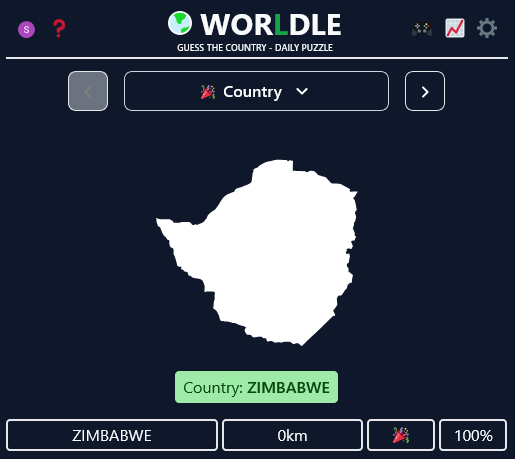 S
WORLDLE
GUESS THE COUNTRY - DAILY PUZZLE
Country
Country: ZIMBABWE
ZIMBABWE 0km 100%